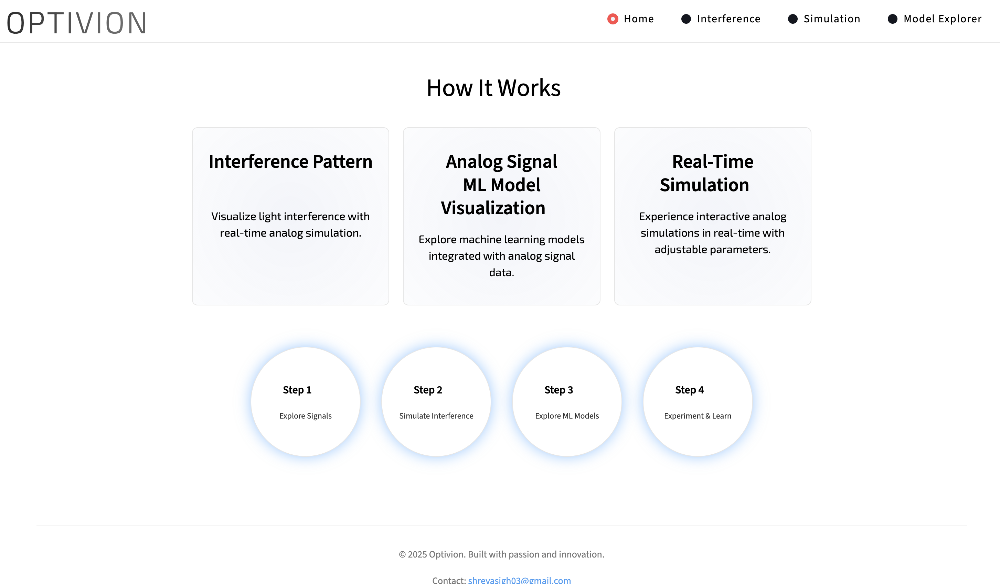 OPTIVION
Home
Interference
Simulation
Model Explorer
How It Works
Interference Pattern
Visualize light interference with
real-time analog simulation.
Analog Signal
ML Model
Visualization
Explore machine learning models
integrated with analog signal
data.
Real-Time
Simulation
Experience interactive analog
simulations in real-time with
adjustable parameters.
Step 1
Explore Signals
Step 2
Simulate Interference
Step 3
Explore ML Models
Step 4
Experiment & Learn
© 2025 Optivion. Built with passion and innovation.
Contact: shreyasigh03@gmail.com